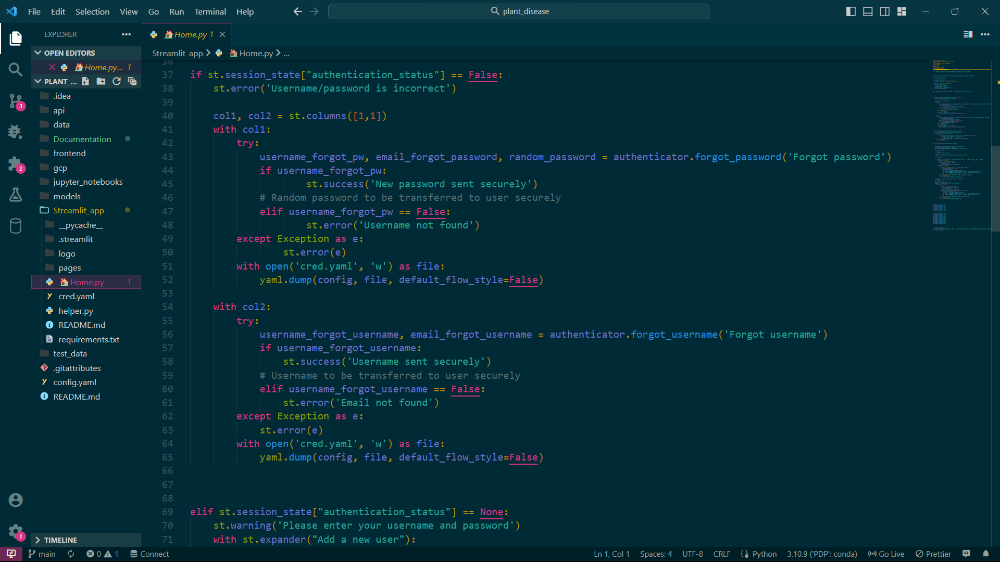 File Edit Selection View Go Run Terminal Help
plant_disease
EXPLORER
OPEN EDITORS
Home.py... 1
PLANT_...
.idea
api
data
Documentation
frontend
gcp
jupyter_notebooks
models
Streamlit_app
__pycache__
.streamlit
logo
pages
Home.py 1
cred.yaml
helper.py
README.md
requirements.txt
test_data
.gitattributes
config.yaml
README.md
TIMELINE
3
2
1
Home.py 1
Streamlit_app > Home.py > ...
36
37 if st.session_state["authentication_status"] == False:
38 st.error('Username/password is incorrect')
39
40 col1, col2 = st.columns([1,1])
41 with col1:
42 try:
43 username_forgot_pw, email_forgot_password, random_password = authenticator.forgot_password('Forgot password')
44 if username_forgot_pw:
45 st.success('New password sent securely')
46 # Random password to be transferred to user securely
47 elif username_forgot_pw == False:
48 st.error('Username not found')
49 except Exception as e:
50 st.error(e)
51 with open('cred.yaml', 'w') as file:
52 yaml.dump(config, file, default_flow_style=False)
53
54 with col2:
55 try:
56 username_forgot_username, email_forgot_username = authenticator.forgot_username('Forgot username')
57 if username_forgot_username:
58 st.success('Username sent securely')
59 # Username to be transferred to user securely
60 elif username_forgot_username == False:
61 st.error('Email not found')
62 except Exception as e:
63 st.error(e)
64 with open('cred.yaml', 'w') as file:
65 yaml.dump(config, file, default_flow_style=False)
66
67
68
69 elif st.session_state["authentication_status"] == None:
70 st.warning('Please enter your username and password')
71 with st.expander("Add a new user"):
main 0 1 Connect Ln 1, Col 1 Spaces: 4 UTF-8 CRLF Python 3.10.9 ('PDP': conda) Go Live Prettier